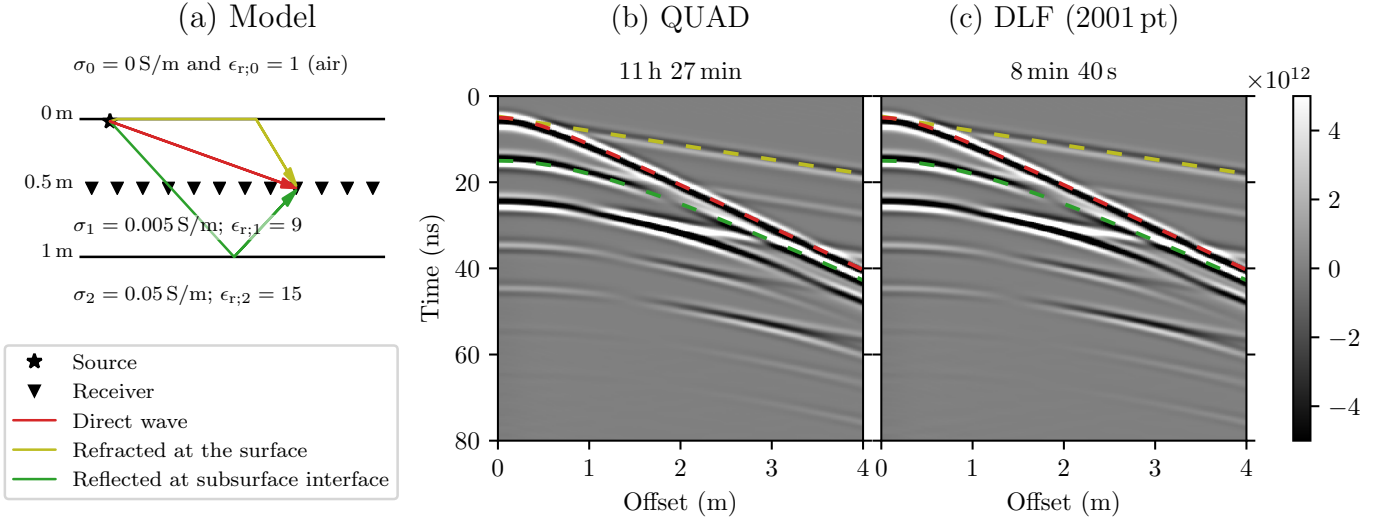 (a) Model
σ₀ = 0 S/m and ϵᵣ;₀ = 1 (air)
0 m
0.5 m
σ₁ = 0.005 S/m; ϵᵣ;₁ = 9
1 m
σ₂ = 0.05 S/m; ϵᵣ;₂ = 15
Source
Receiver
Direct wave
Refracted at the surface
Reflected at subsurface interface
(b) QUAD
11 h 27 min
Time (ns)
0
20
40
60
80
0 1 2 3 4
Offset (m)
(c) DLF (2001 pt)
8 min 40 s
0 1 2 3 4
Offset (m)
×10¹²
4
2
0
−2
−4